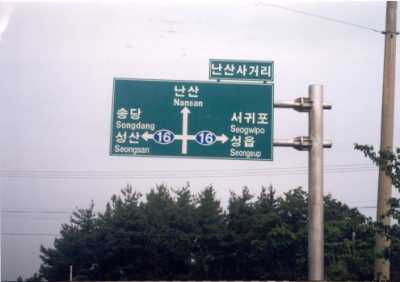 난산사거리
난산
Nansan
송당
Songdang
성산
Seongsan
16
16
서귀포
Seogwipo
성읍
Seongeup